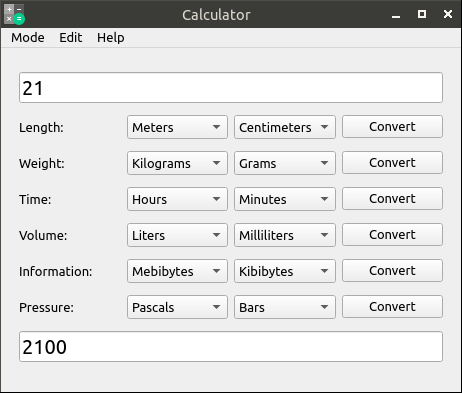 Calculator
Mode Edit Help
21
Length: Meters Centimeters Convert
Weight: Kilograms Grams Convert
Time: Hours Minutes Convert
Volume: Liters Milliliters Convert
Information: Mebibytes Kibibytes Convert
Pressure: Pascals Bars Convert
2100